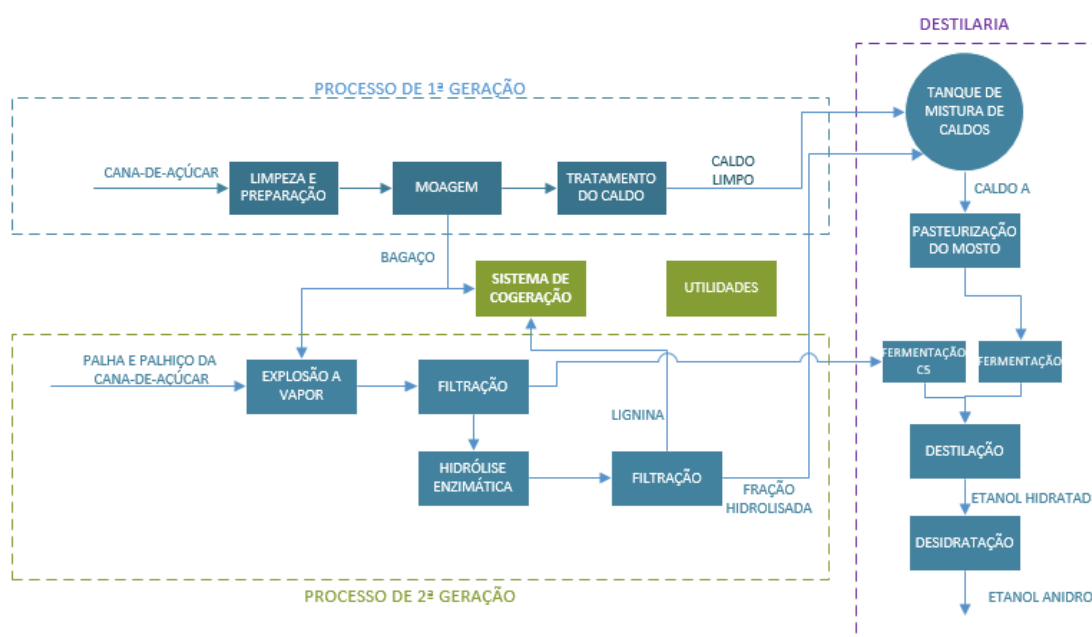 DESTILARIA
PROCESSO DE 1ª GERAÇÃO
TANQUE DE
MISTURA DE
CALDOS
CANA-DE-AÇÚCAR
LIMPEZA E
PREPARAÇÃO
MOAGEM
TRATAMENTO
DO CALDO
CALDO
LIMPO
CALDO A
PASTEURIZAÇÃO
DO MOSTO
BAGAÇO
SISTEMA DE
COGERAÇÃO
UTILIDADES
PALHA E PALHIÇO DA
CANA-DE-AÇÚCAR
EXPLOSÃO A
VAPOR
FILTRAÇÃO
FERMENTAÇÃO
C5
FERMENTAÇÃO
LIGNINA
HIDRÓLISE
ENZIMÁTICA
FILTRAÇÃO
FRAÇÃO
HIDROLISADA
DESTILAÇÃO
ETANOL HIDRATAD
DESIDRATAÇÃO
ETANOL ANIDRO
PROCESSO DE 2ª GERAÇÃO